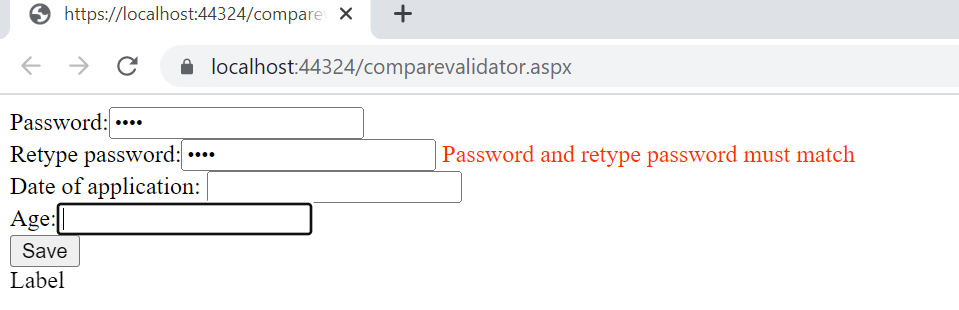 https://localhost:44324/comparev
localhost:44324/comparevalidator.aspx
Password: ••••
Retype password: •••• Password and retype password must match
Date of application:
Age:
Save
Label